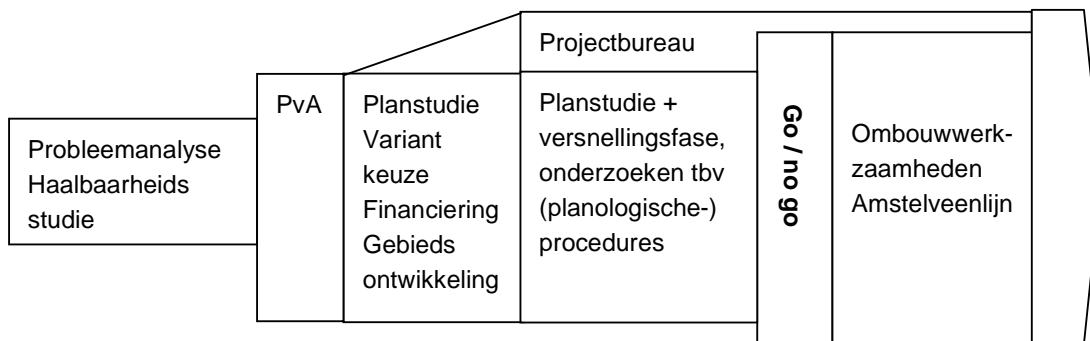 Probleemanalyse
Haalbaarheids
studie
PvA
Planstudie
Variant
keuze
Financiering
Gebieds
ontwikkeling
Projectbureau
Planstudie +
versnellingsfase,
onderzoeken tbv
(planologische-)
procedures
Go / no go
Ombouwwerk-
zaamheden
Amstelveenlijn